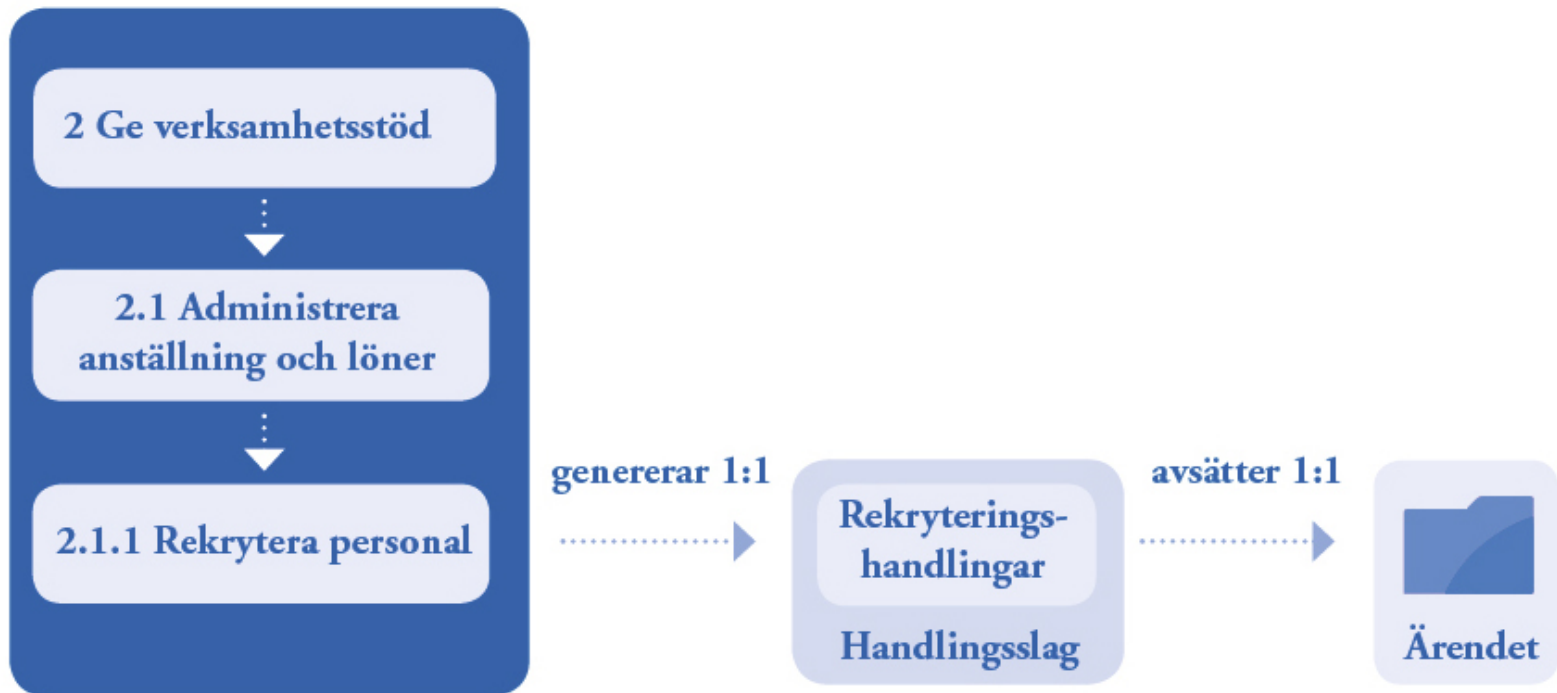 2 Ge verksamhetsstöd
2.1 Administrera
anställning och löner
2.1.1 Rekrytera personal
genererar 1:1
Rekryterings-
handlingar
Handlingsslag
avsätter 1:1
Ärendet